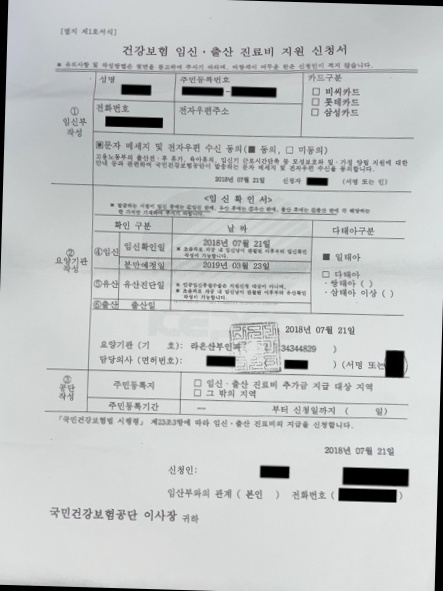 [별지 제1호서식]
건강보험 임신·출산 진료비 지원 신청서
※ 유의사항 및 작성방법은 뒷면을 참고하여 주시기 바라며, 바탕색이 어두운 란은 신청인이 적지 않습니다.
① 임신부 작성
성명
주민등록번호
카드구분
□ 비씨카드
□ 롯데카드
□ 삼성카드
전화번호
전자우편주소
▣문자 메세지 및 전자우편 수신 동의(■ 동의, □ 미동의)
2018년 07월 21일 신청자 (서명 또는 인)
② 요양기관 작성
<임신확인서>
확인 구분
날 짜
다태아구분
④임신
임신확인일
2018년 07월 21일
분만예정일
2019년 03월 23일
■ 일태아
□ 다태아
· 쌍태아 ( )
· 삼태아 이상 ( )
⑤유산
유산진단일
⑥출산
출산일
2018년 07월 21일
요양기관 (기 호): 라온산부인과 34344829 )
담당의사 (면허번호): ) (서명 또는
③ 공단 작성
주민등록지
□ 임신·출산 진료비 추가금 지급 대상 지역
□ 그 밖의 지역
주민등록기간
부터 신청일까지 ( 일)
「국민건강보험법 시행령」 제23조제3항에 따라 임신·출산 진료비의 지급을 신청합니다.
2018년 07월 21일
신청인:
임산부와의 관계 ( 본인 ) 전화번호 ( )
국민건강보험공단 이사장 귀하